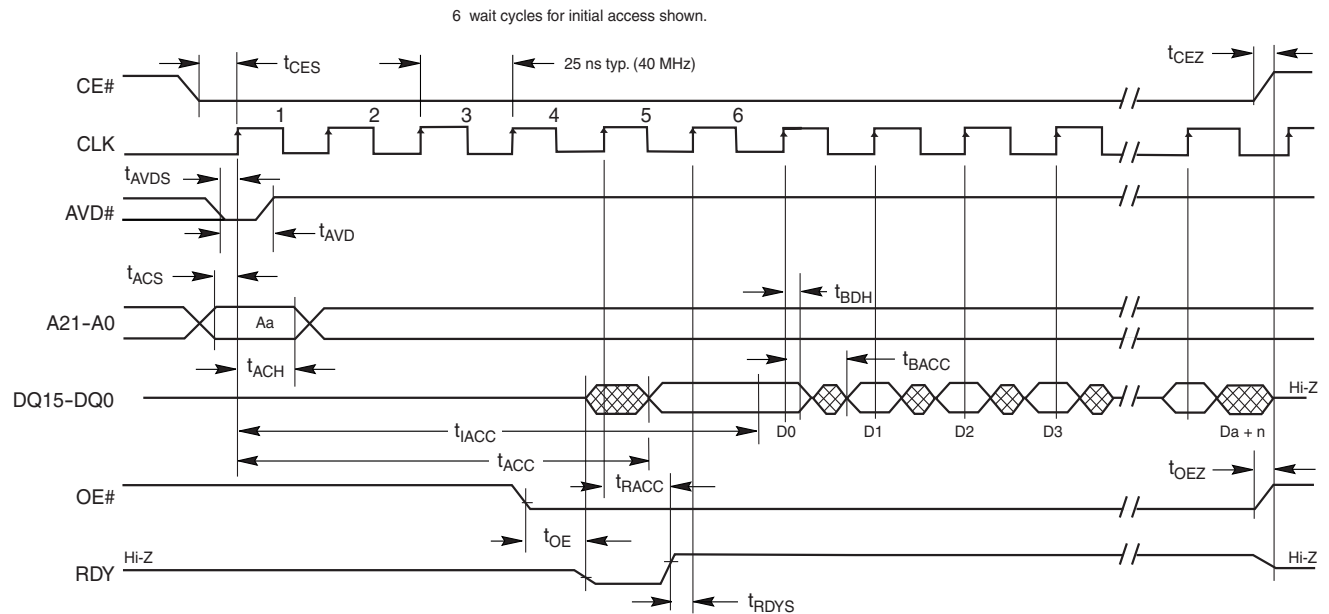 6 wait cycles for initial access shown.
tCES
25 ns typ. (40 MHz)
tCEZ
CE#
1 2 3 4 5 6
CLK
tAVDS
AVD#
tAVD
tACS
tBDH
A21-A0
Aa
tACH
tBACC
DQ15-DQ0
Hi-Z
D0 D1 D2 D3 Da + n
tIACC
tACC
tOEZ
OE#
tRACC
tOE
Hi-Z
Hi-Z
RDY
tRDYS